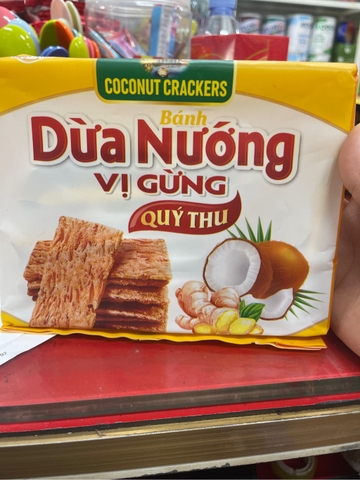 COCONUT CRACKERS
Bánh
DỪA NƯỚNG
VỊ GỪNG
QUÝ THU